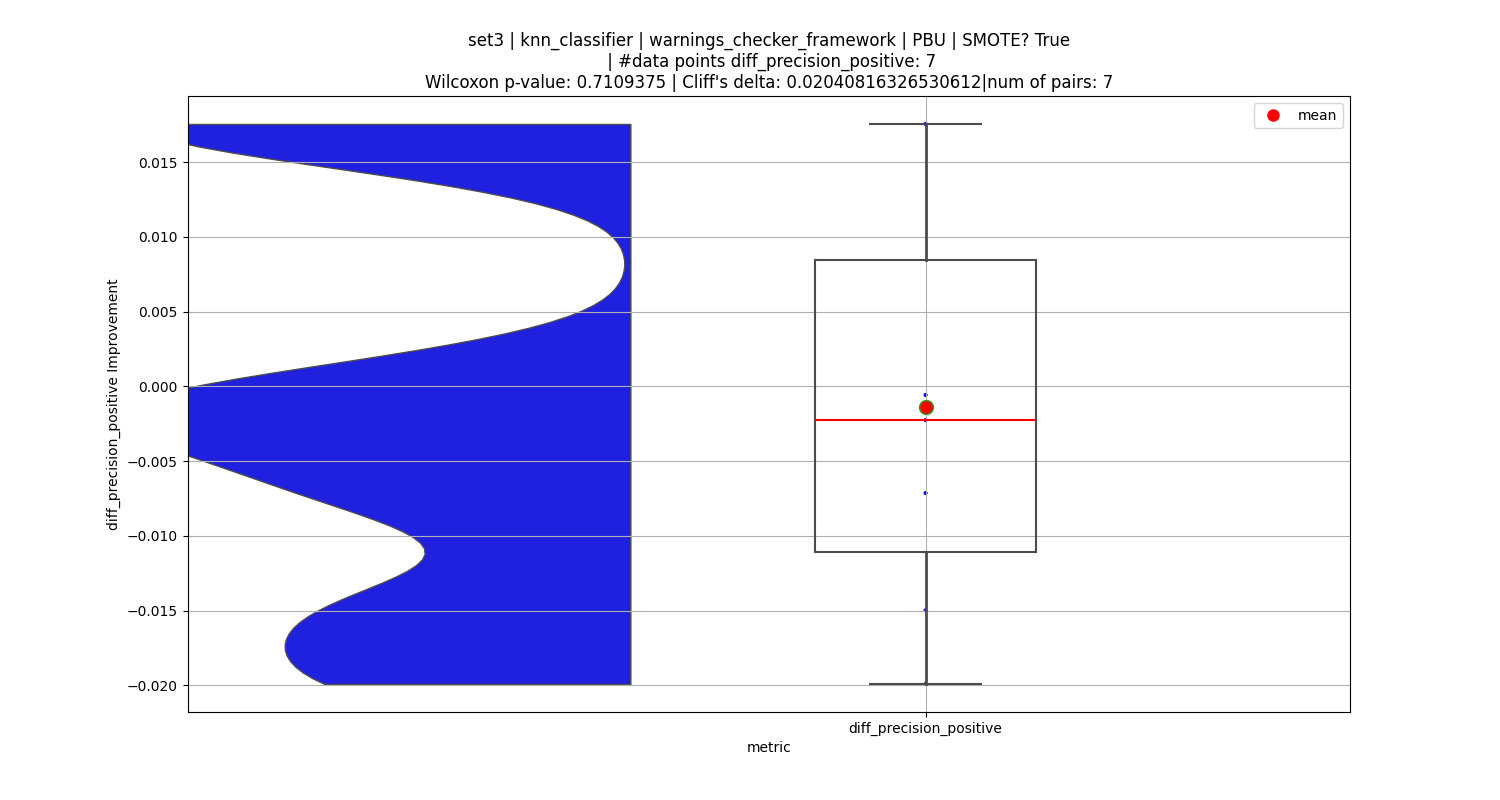 set3 | knn_classifier | warnings_checker_framework | PBU | SMOTE? True
| #data points diff_precision_positive: 7
Wilcoxon p-value: 0.7109375 | Cliff's delta: 0.02040816326530612|num of pairs: 7
mean
0.015
0.010
0.005
0.000
−0.005
−0.010
−0.015
−0.020
diff_precision_positive Improvement
diff_precision_positive
metric